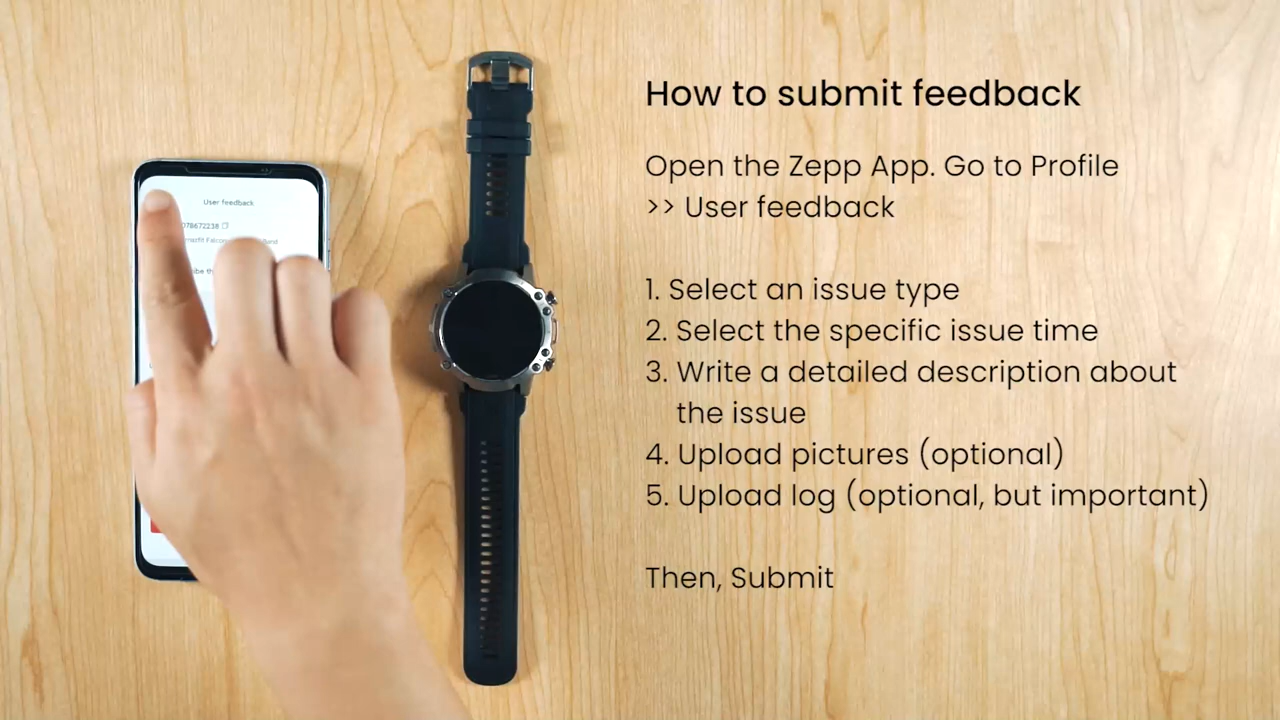 User feedback
078672238
How to submit feedback
Open the Zepp App. Go to Profile
>> User feedback
1. Select an issue type
2. Select the specific issue time
3. Write a detailed description about
the issue
4. Upload pictures (optional)
5. Upload log (optional, but important)
Then, Submit